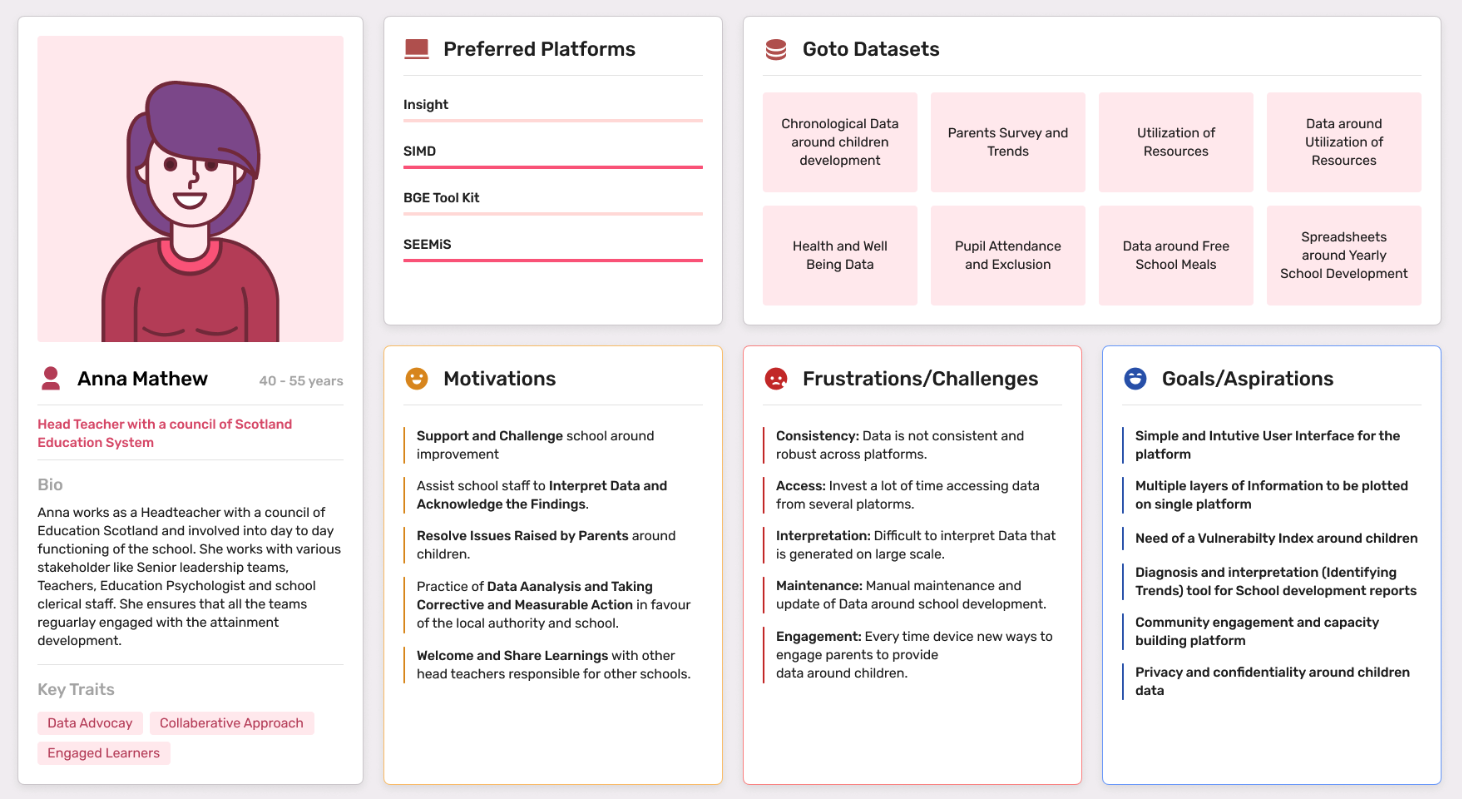 Anna Mathew
40 - 55 years
Head Teacher with a council of Scotland
Education System
Bio
Anna works as a Headteacher with a council of
Education Scotland and involved into day to day
functioning of the school. She works with various
stakeholder like Senior leadership teams,
Teachers, Education Psychologist and school
clerical staff. She ensures that all the teams
reguarlay engaged with the attainment
development.
Key Traits
Data Advocay
Collaberative Approach
Engaged Learners
Preferred Platforms
Insight
SIMD
BGE Tool Kit
SEEMiS
Goto Datasets
Chronological Data
around children
development
Parents Survey and
Trends
Utilization of
Resources
Data around
Utilization of
Resources
Health and Well
Being Data
Pupil Attendance
and Exclusion
Data around Free
School Meals
Spreadsheets
around Yearly
School Development
Motivations
Support and Challenge school around
improvement
Assist school staff to Interpret Data and
Acknowledge the Findings.
Resolve Issues Raised by Parents around
children.
Practice of Data Aanalysis and Taking
Corrective and Measurable Action in favour
of the local authority and school.
Welcome and Share Learnings with other
head teachers responsible for other schools.
Frustrations/Challenges
Consistency: Data is not consistent and
robust across platforms.
Access: Invest a lot of time accessing data
from several platorms.
Interpretation: Difficult to interpret Data that
is generated on large scale.
Maintenance: Manual maintenance and
update of Data around school development.
Engagement: Every time device new ways to
engage parents to provide
data around children.
Goals/Aspirations
Simple and Intutive User Interface for the
platform
Multiple layers of Information to be plotted
on single platform
Need of a Vulnerabilty Index around children
Diagnosis and interpretation (Identifying
Trends) tool for School development reports
Community engagement and capacity
building platform
Privacy and confidentiality around children
data